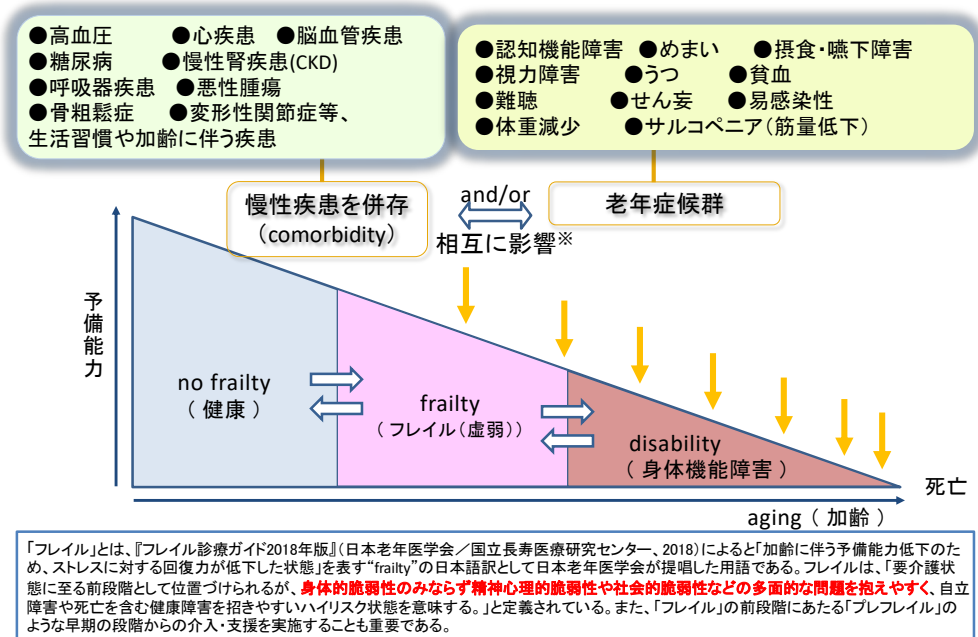 ●高血圧 ●心疾患 ●脳血管疾患
●糖尿病 ●慢性腎疾患(CKD)
●呼吸器疾患 ●悪性腫瘍
●骨粗鬆症 ●変形性関節症等、
生活習慣や加齢に伴う疾患
●認知機能障害 ●めまい ●摂食・嚥下障害
●視力障害 ●うつ ●貧血
●難聴 ●せん妄 ●易感染性
●体重減少 ●サルコペニア(筋量低下)
慢性疾患を併存
(comorbidity)
and/or
相互に影響※
老年症候群
予備能力
no frailty
(健康)
frailty
(フレイル(虚弱))
disability
(身体機能障害)
死亡
aging(加齢)
「フレイル」とは、『フレイル診療ガイド2018年版』(日本老年医学会/国立長寿医療研究センター、2018)によると「加齢に伴う予備能力低下のた
め、ストレスに対する回復力が低下した状態」を表す“frailty”の日本語訳として日本老年医学会が提唱した用語である。フレイルは、「要介護状
態に至る前段階として位置づけられるが、身体的脆弱性のみならず精神心理的脆弱性や社会的脆弱性などの多面的な問題を抱えやすく、自立
障害や死亡を含む健康障害を招きやすいハイリスク状態を意味する。」と定義されている。また、「フレイル」の前段階にあたる「プレフレイル」の
ような早期の段階からの介入・支援を実施することも重要である。